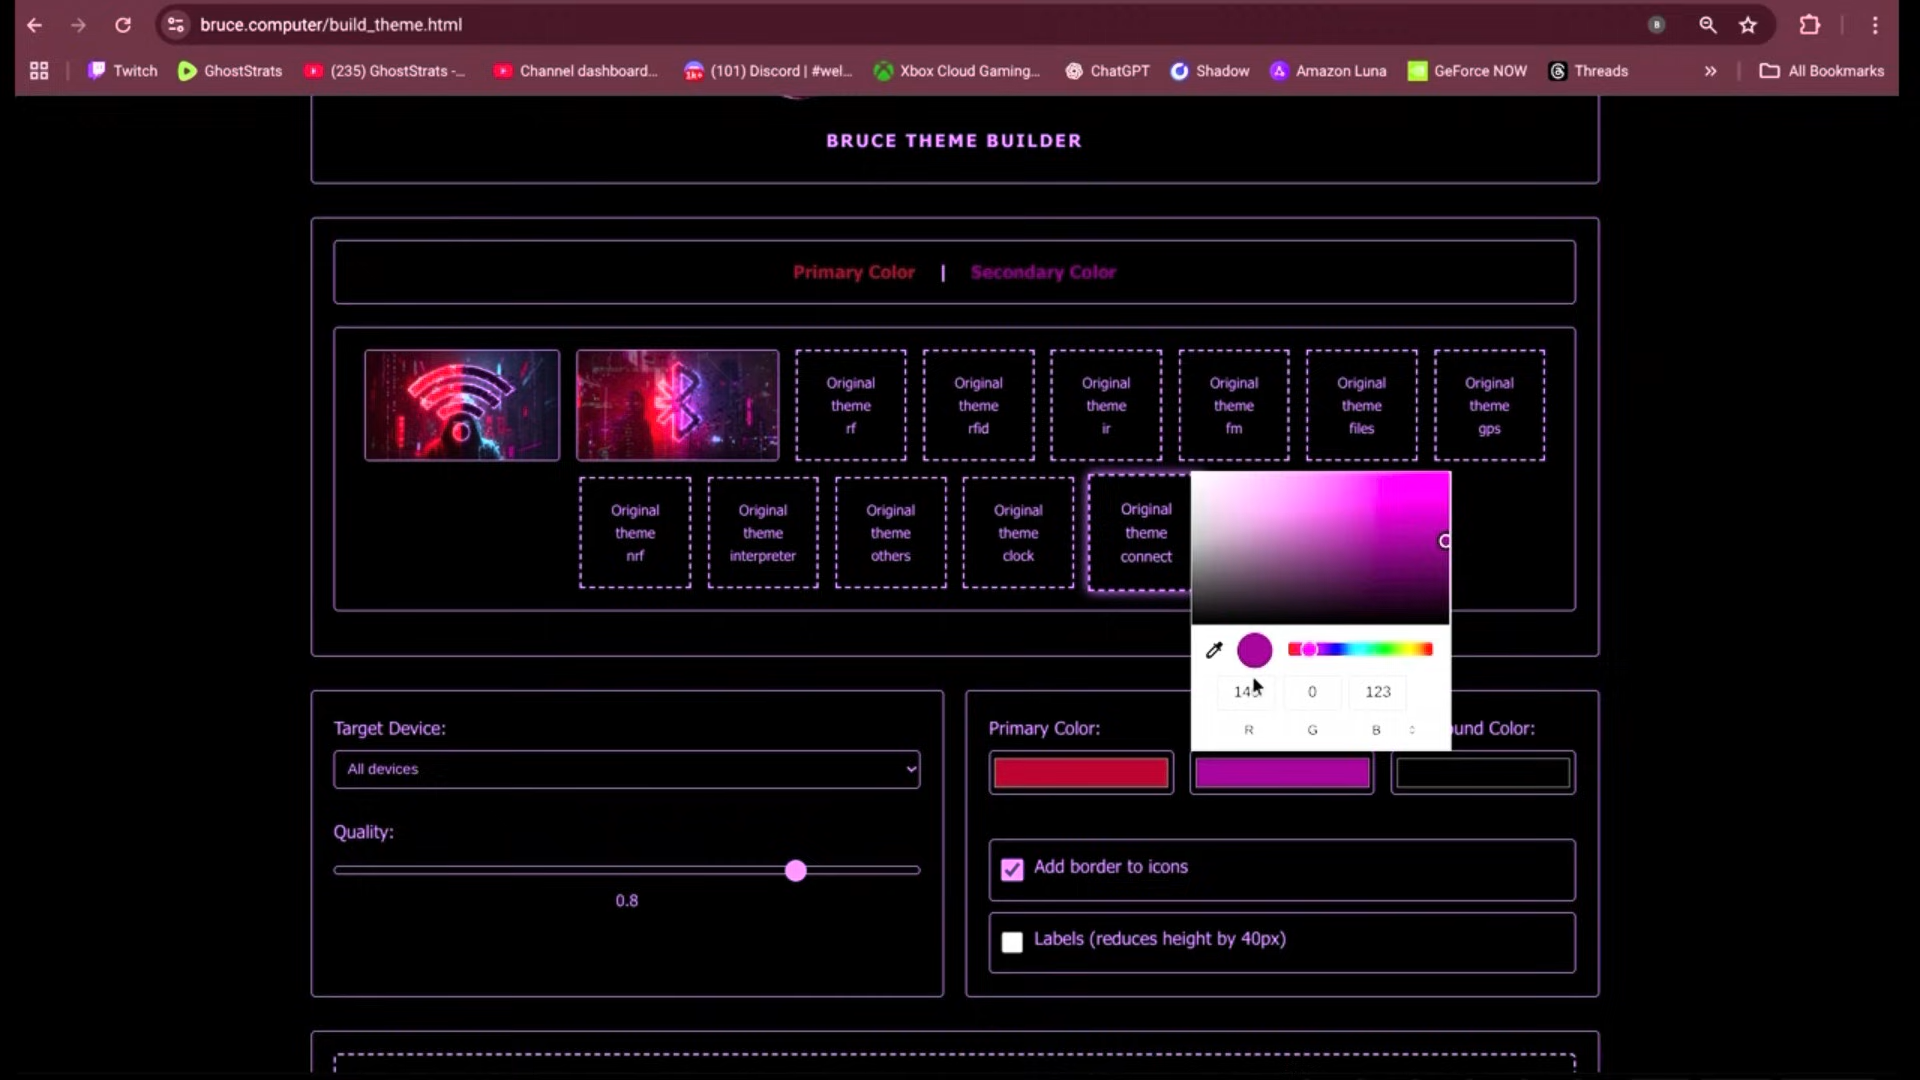 bruce.computer/build_theme.html
B
Twitch
GhostStrats
(235) GhostStrats -...
Channel dashboard...
(101) Discord | #wel...
Xbox Cloud Gaming...
ChatGPT
Shadow
Amazon Luna
GeForce NOW
Threads
»
All Bookmarks
BRUCE THEME BUILDER
Primary Color | Secondary Color
Original theme rf
Original theme rfid
Original theme ir
Original theme fm
Original theme files
Original theme gps
Original theme nrf
Original theme interpreter
Original theme others
Original theme clock
Original theme connect
0
123
R
G
B
Target Device:
All devices
Quality:
0.8
Primary Color:
Color:
Add border to icons
Labels (reduces height by 40px)